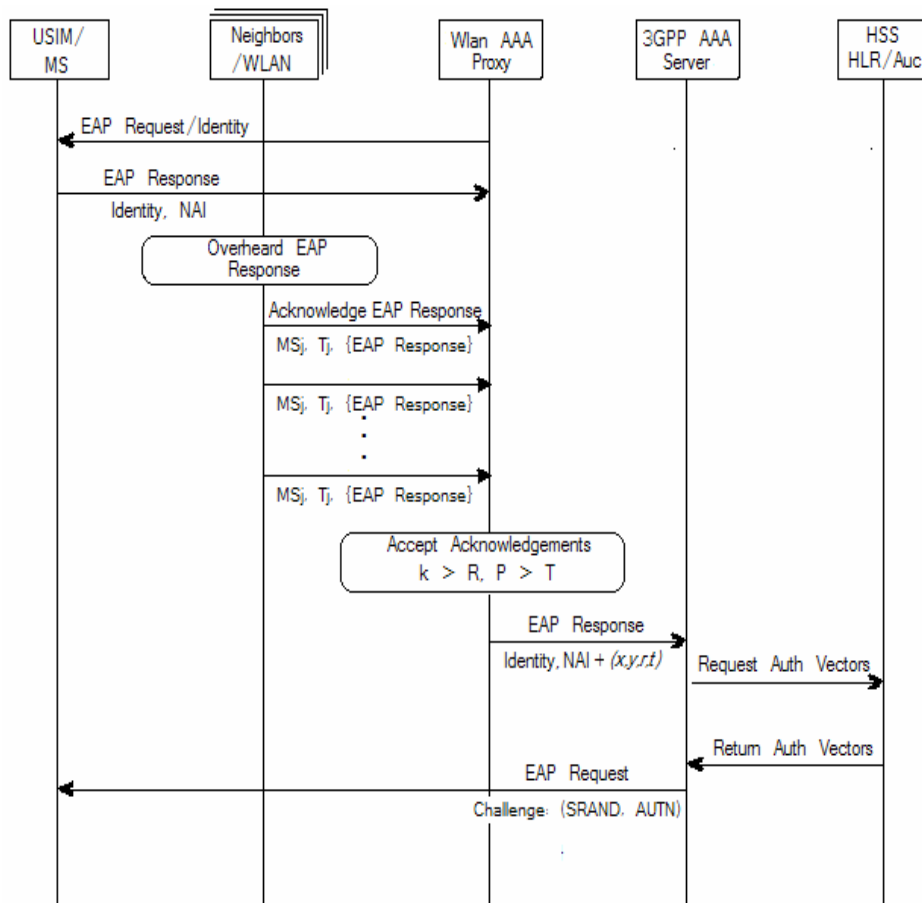 USIM/
MS
Neighbors
/WLAN
Wlan AAA
Proxy
3GPP AAA
Server
HSS
HLR/Auc
EAP Request/Identity
EAP Response
Identity, NAI
Overheard EAP
Response
Acknowledge EAP Response
MSj, Tj, {EAP Response}
MSj, Tj, {EAP Response}
MSj, Tj, {EAP Response}
Accept Acknowledgements
k > R, P > T
EAP Response
Identity, NAI + (x,y,r,t)
Request Auth Vectors
Return Auth Vectors
EAP Request
Challenge: (SRAND, AUTN)